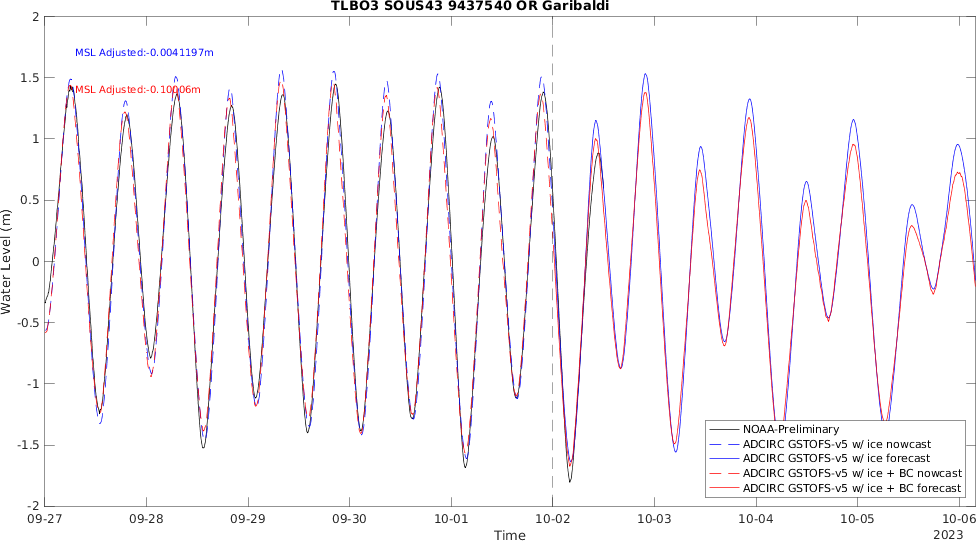 TLBO3 SOUS43 9437540 OR Garibaldi
2
1.5
1
0.5
0
-0.5
-1
-1.5
-2
Water Level (m)
MSL Adjusted:-0.0041197m
MSL Adjusted:-0.10006m
NOAA-Preliminary
ADCIRC GSTOFS-v5 w/ ice nowcast
ADCIRC GSTOFS-v5 w/ ice forecast
ADCIRC GSTOFS-v5 w/ ice + BC nowcast
ADCIRC GSTOFS-v5 w/ ice + BC forecast
09-27 09-28 09-29 09-30 10-01 10-02 10-03 10-04 10-05 10-06
Time
2023